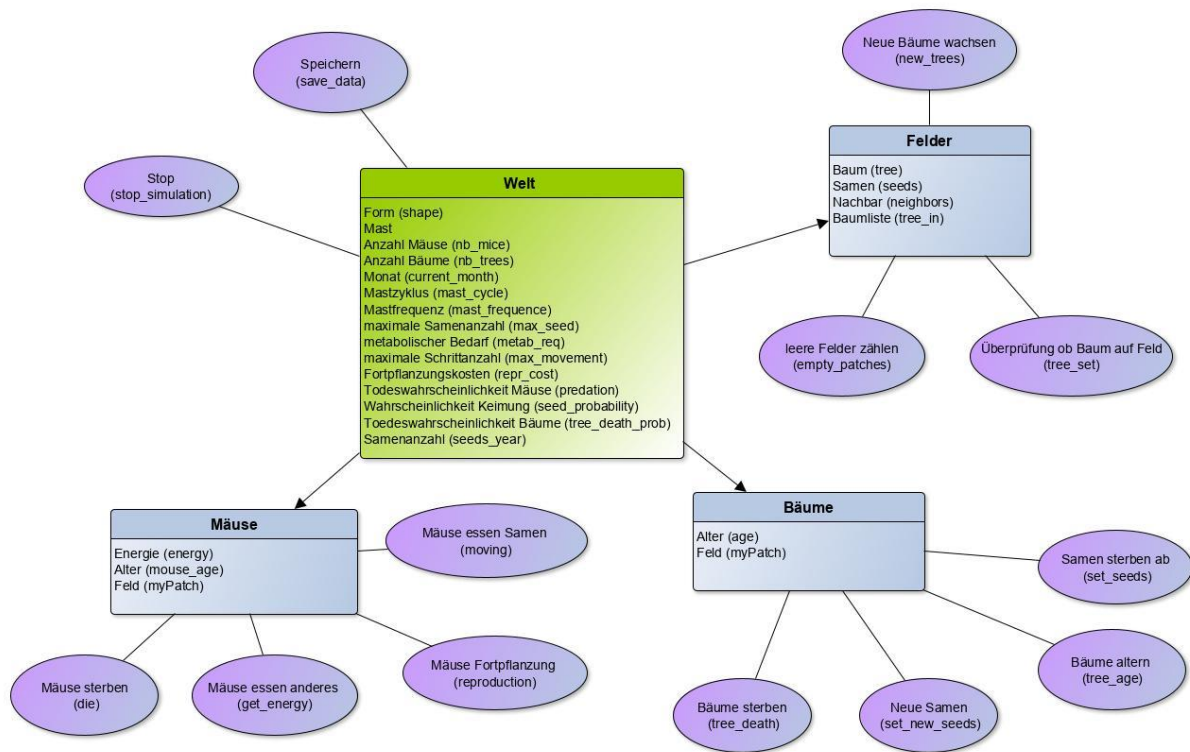 Neue Bäume wachsen
(new_trees)
Speichern
(save_data)
Stop
(stop_simulation)
Welt
Form (shape)
Mast
Anzahl Mäuse (nb_mice)
Anzahl Bäume (nb_trees)
Monat (current_month)
Mastzyklus (mast_cycle)
Mastfrequenz (mast_frequence)
maximale Samenanzahl (max_seed)
metabolischer Bedarf (metab_req)
maximale Schrittanzahl (max_movement)
Fortpflanzungskosten (repr_cost)
Todeswahrscheinlichkeit Mäuse (predation)
Wahrscheinlichkeit Keimung (seed_probability)
Toedeswahrscheinlichkeit Bäume (tree_death_prob)
Samenanzahl (seeds_year)
Felder
Baum (tree)
Samen (seeds)
Nachbar (neighbors)
Baumliste (tree_in)
leere Felder zählen
(empty_patches)
Überprüfung ob Baum auf Feld
(tree_set)
Mäuse
Energie (energy)
Alter (mouse_age)
Feld (myPatch)
Mäuse essen Samen
(moving)
Mäuse Fortpflanzung
(reproduction)
Mäuse sterben
(die)
Mäuse essen anderes
(get_energy)
Bäume
Alter (age)
Feld (myPatch)
Samen sterben ab
(set_seeds)
Bäume altern
(tree_age)
Bäume sterben
(tree_death)
Neue Samen
(set_new_seeds)